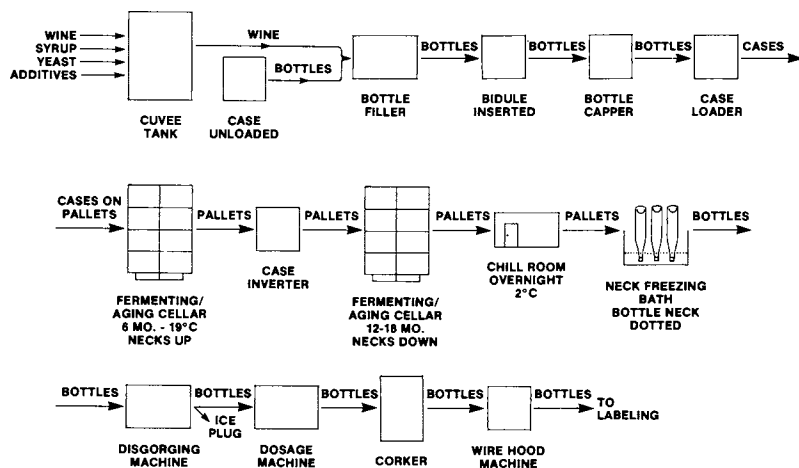 WINE
SYRUP
YEAST
ADDITIVES
CUVEE
TANK
WINE
BOTTLES
CASE
UNLOADED
BOTTLE
FILLER
BOTTLES
BIDULE
INSERTED
BOTTLES
BOTTLE
CAPPER
BOTTLES
CASE
LOADER
CASES
CASES ON
PALLETS
FERMENTING/
AGING CELLAR
6 MO. - 19°C
NECKS UP
PALLETS
CASE
INVERTER
PALLETS
FERMENTING/
AGING CELLAR
12-18 MO.
NECKS DOWN
PALLETS
CHILL ROOM
OVERNIGHT
2°C
PALLETS
NECK FREEZING
BATH
BOTTLE NECK
DOTTED
BOTTLES
BOTTLES
DISGORGING
MACHINE
BOTTLES
ICE
PLUG
DOSAGE
MACHINE
BOTTLES
CORKER
BOTTLES
WIRE HOOD
MACHINE
BOTTLES
TO
LABELING